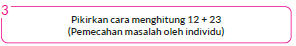 3
Pikirkan cara menghitung 12 + 23
(Pemecahan masalah oleh individu)